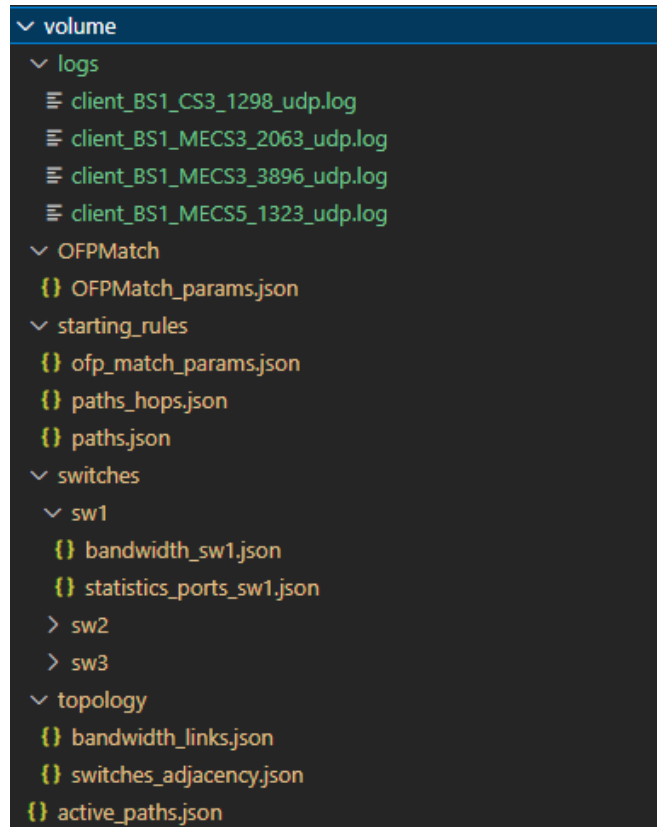 volume
logs
client_BS1_CS3_1298_udp.log
client_BS1_MECS3_2063_udp.log
client_BS1_MECS3_3896_udp.log
client_BS1_MECS5_1323_udp.log
OFPMatch
{} OFPMatch_params.json
starting_rules
{} ofp_match_params.json
{} paths_hops.json
{} paths.json
switches
sw1
{} bandwidth_sw1.json
{} statistics_ports_sw1.json
sw2
sw3
topology
{} bandwidth_links.json
{} switches_adjacency.json
{} active_paths.json